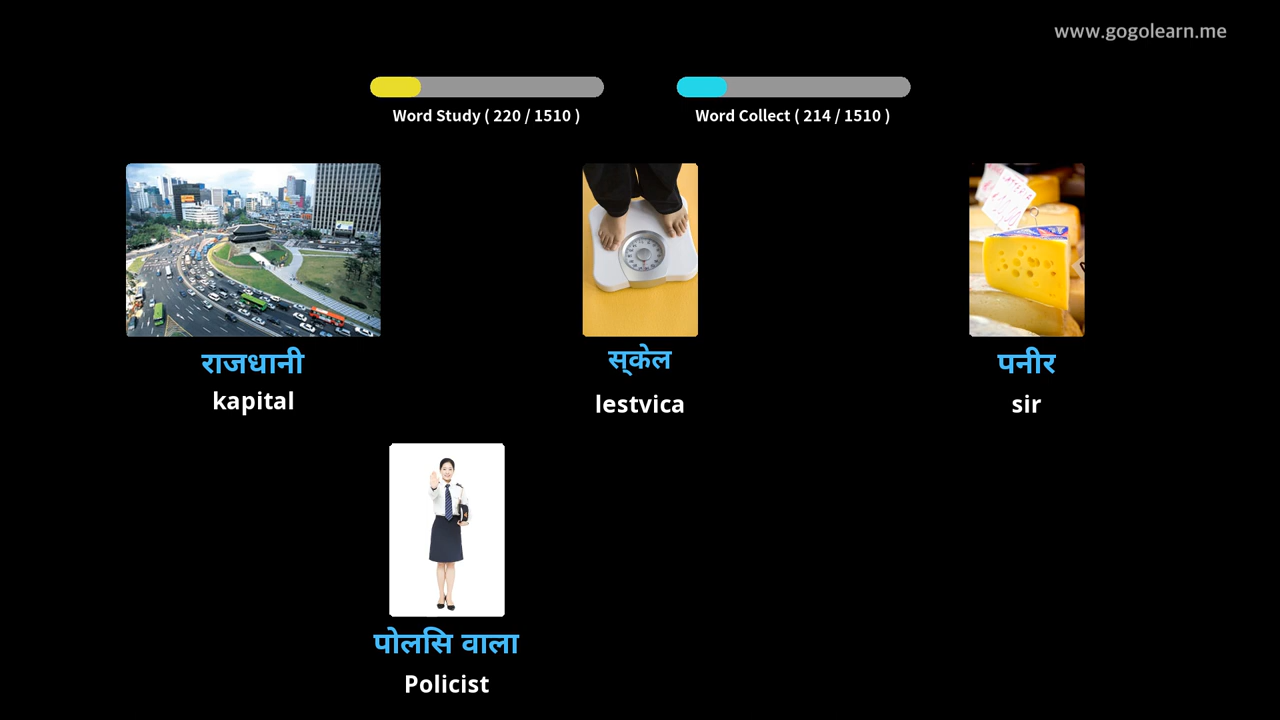 www.gogolearn.me
Word Study ( 220 / 1510 )
Word Collect ( 214 / 1510 )
राजधानी
kapital
स्केल
lestvica
पनीर
sir
पोलसि वाला
Policist